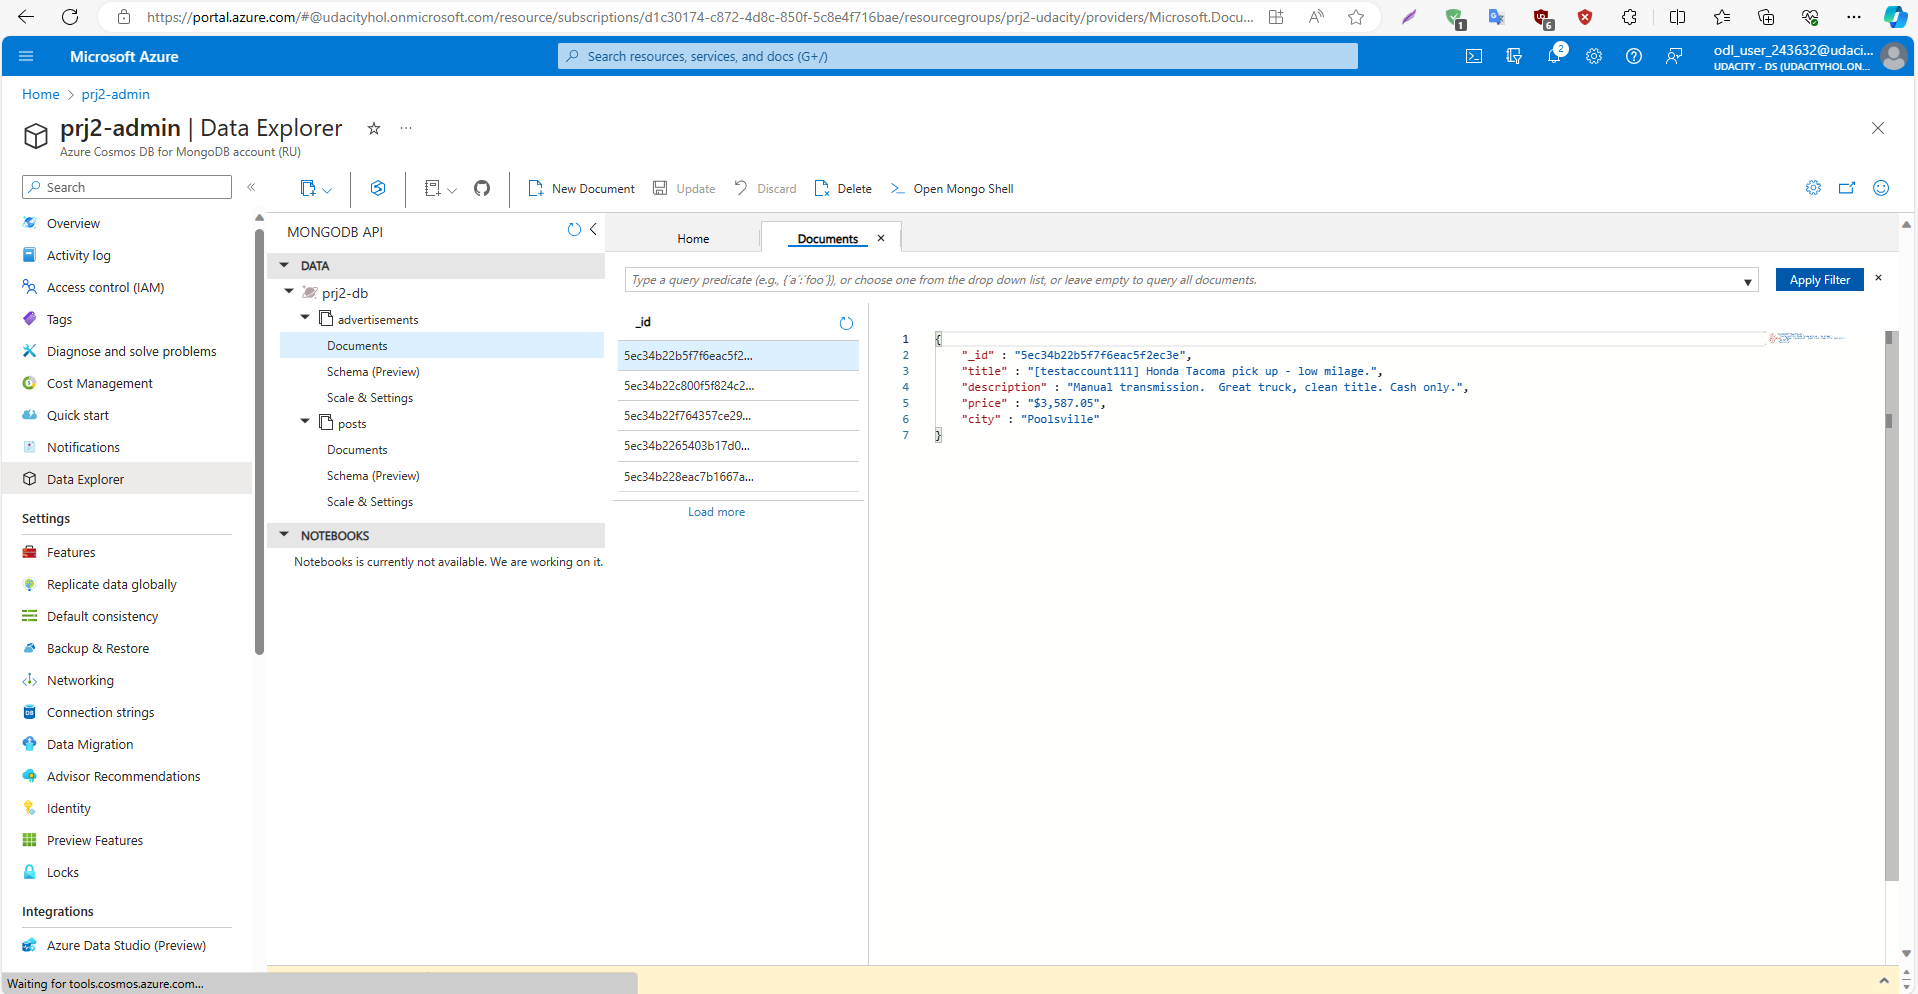 https://portal.azure.com/#@udacityhol.onmicrosoft.com/resource/subscriptions/d1c30174-c872-4d8c-850f-5c8e4f716bae/resourcegroups/prj2-udacity/providers/Microsoft.Docu...
1
6
Microsoft Azure
Search resources, services, and docs (G+/)
2
odl_user_243632@udaci...
UDACITY - DS (UDACITYHOL.ON...
Home > prj2-admin
prj2-admin | Data Explorer
Azure Cosmos DB for MongoDB account (RU)
Search
New Document
Update
Discard
Delete
Open Mongo Shell
Overview
Activity log
Access control (IAM)
Tags
Diagnose and solve problems
Cost Management
Quick start
Notifications
Data Explorer
Settings
Features
Replicate data globally
Default consistency
Backup & Restore
Networking
Connection strings
Data Migration
Advisor Recommendations
Identity
Preview Features
Locks
Integrations
Azure Data Studio (Preview)
MONGODB API
DATA
prj2-db
advertisements
Documents
Schema (Preview)
Scale & Settings
posts
Documents
Schema (Preview)
Scale & Settings
NOTEBOOKS
Notebooks is currently not available. We are working on it.
Home
Documents
Type a query predicate (e.g., {´a´:´foo´}), or choose one from the drop down list, or leave empty to query all documents.
Apply Filter
_id
5ec34b22b5f7f6eac5f2...
5ec34b22c800f5f824c2...
5ec34b22f764357ce29...
5ec34b2265403b17d0...
5ec34b228eac7b1667a...
Load more
1 {
2 "_id" : "5ec34b22b5f7f6eac5f2ec3e",
3 "title" : "[testaccount111] Honda Tacoma pick up - low milage.",
4 "description" : "Manual transmission.  Great truck, clean title. Cash only.",
5 "price" : "$3,587.05",
6 "city" : "Poolsville"
7 }
Waiting for tools.cosmos.azure.com...